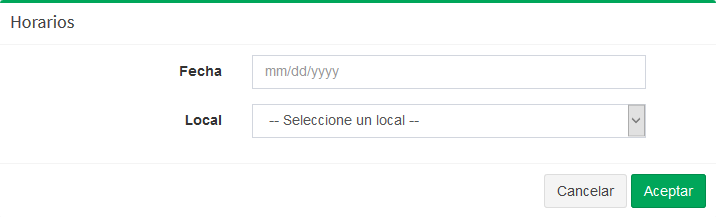 Horarios
Fecha
mm/dd/yyyy
Local
-- Seleccione un local --
Cancelar
Aceptar